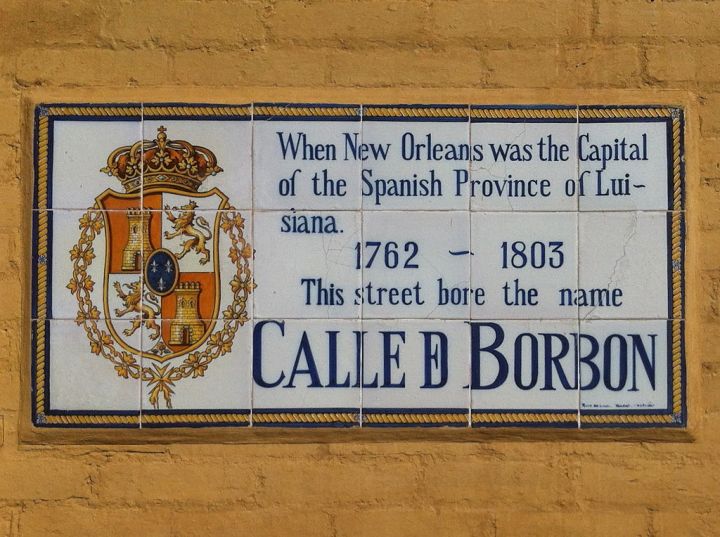 When New Orleans was the Capital
of the Spanish Province of Lui-
siana.
1762 - 1803
This street bore the name
CALLE D BORBON